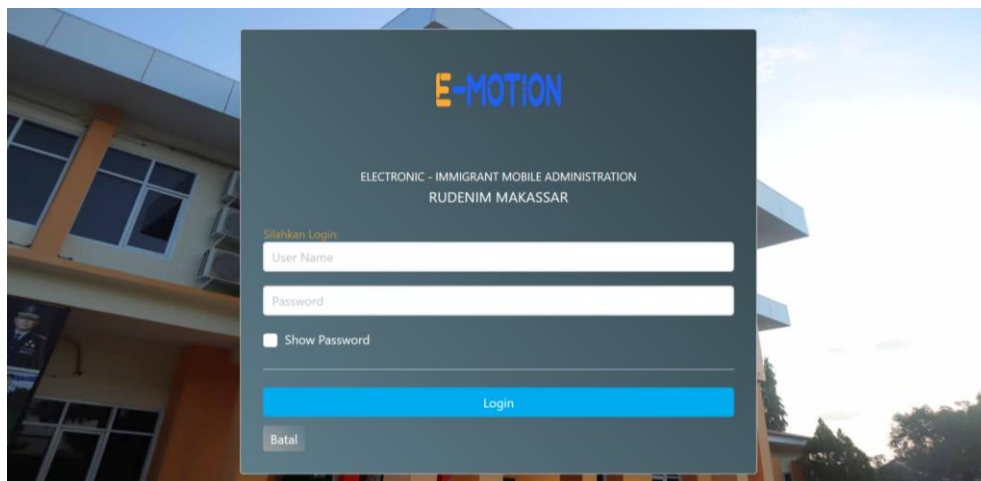 E-MOTION
ELECTRONIC - IMMIGRANT MOBILE ADMINISTRATION
RUDENIM MAKASSAR
Silahkan Login:
User Name
Password
Show Password
Login
Batal